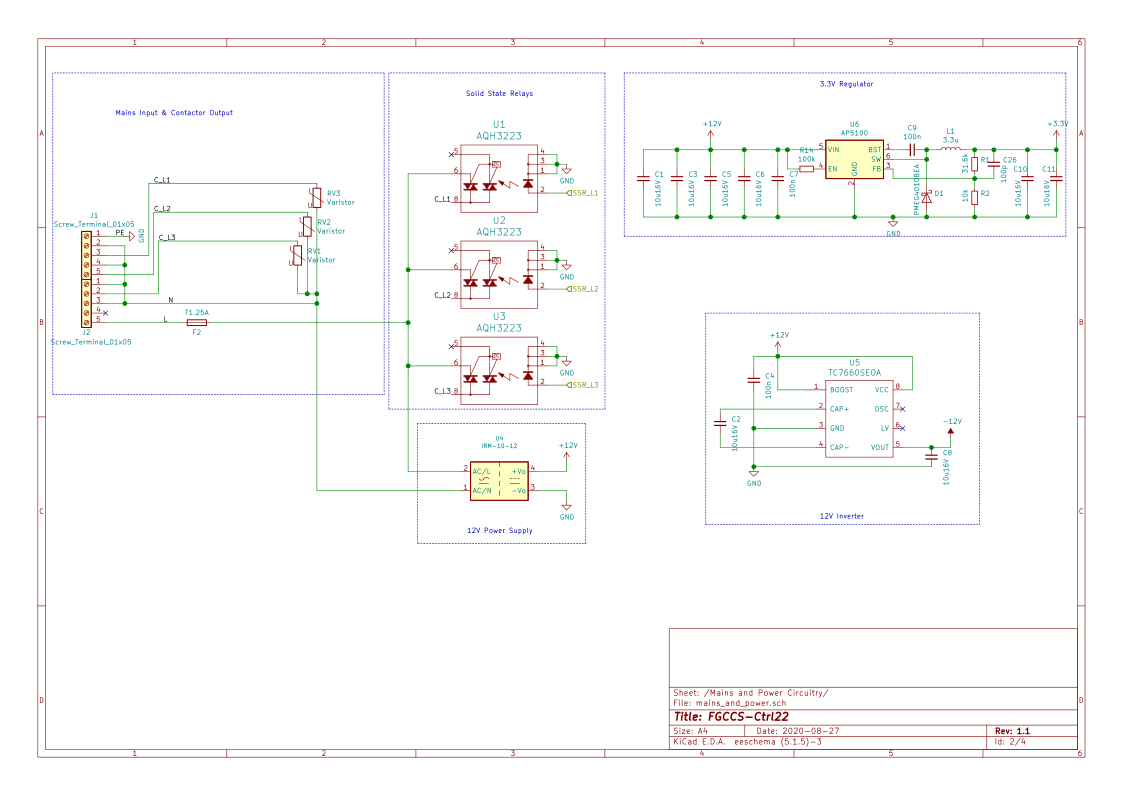 1 2 3 4 5 6
A
B
C
D
Mains Input & Contactor Output
C_L1
C_L2
C_L3
RV3
Varistor
RV2
Varistor
RV1
Varistor
U
U
U
J1
Screw_Terminal_01x05
1
2
3
4
5
1
2
3
4
5
PE
GND
N
L
T1.25A
F2
J2
Screw_Terminal_01x05
Solid State Relays
U1
AQH3223
5
6
C_L1
8
ZC
4
3
1
2
GND
SSR_L1
U2
AQH3223
5
6
C_L2
8
ZC
4
3
1
2
GND
SSR_L2
U3
AQH3223
5
6
C_L3
8
ZC
4
3
1
2
GND
SSR_L3
U4
IRM-10-12
2 AC/L +Vo 4
1 AC/N -Vo 3
+12V
GND
12V Power Supply
3.3V Regulator
+12V
C1
10u16V
C3
10u16V
C5
10u16V
C6
10u16V
C7
100n
R14
100k
U6
AP5100
5 VIN BST 1
SW 6
4 EN FB 3
GND
2
C9
100n
L1
3.3u
PMEG4010BEA
D1
31.6k
R1
10k
R2
C26
100p
C10
10u16V
C11
10u16V
+3.3V
GND
+12V
C4
100n
C2
10u16V
U5
TC7660SEOA
1 BOOST VCC 8
2 CAP+ OSC 7
3 GND LV 6
4 CAP- VOUT 5
-12V
C8
10u16V
GND
12V Inverter
Sheet: /Mains and Power Circuitry/
File: mains_and_power.sch
Title: FGCCS-Ctrl22
Size: A4 Date: 2020-08-27 Rev: 1.1
KiCad E.D.A. eeschema (5.1.5)-3 Id: 2/4
A
B
C
D
1 2 3 4 5 6